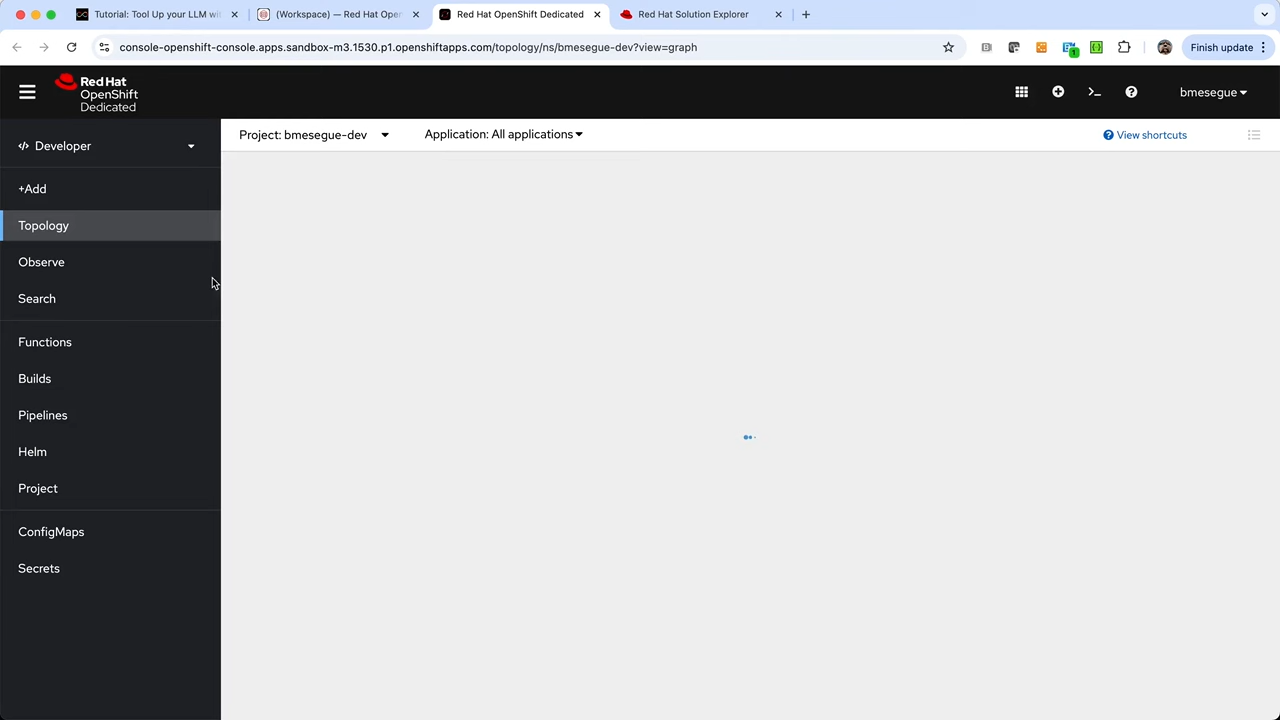 Tutorial: Tool Up your LLM wi
(Workspace) — Red Hat Open
Red Hat OpenShift Dedicated
Red Hat Solution Explorer
console-openshift-console.apps.sandbox-m3.1530.p1.openshiftapps.com/topology/ns/bmesegue-dev?view=graph
1
Finish update
Red Hat
OpenShift
Dedicated
bmesegue
Developer
Project: bmesegue-dev
Application: All applications
View shortcuts
+Add
Topology
Observe
Search
Functions
Builds
Pipelines
Helm
Project
ConfigMaps
Secrets